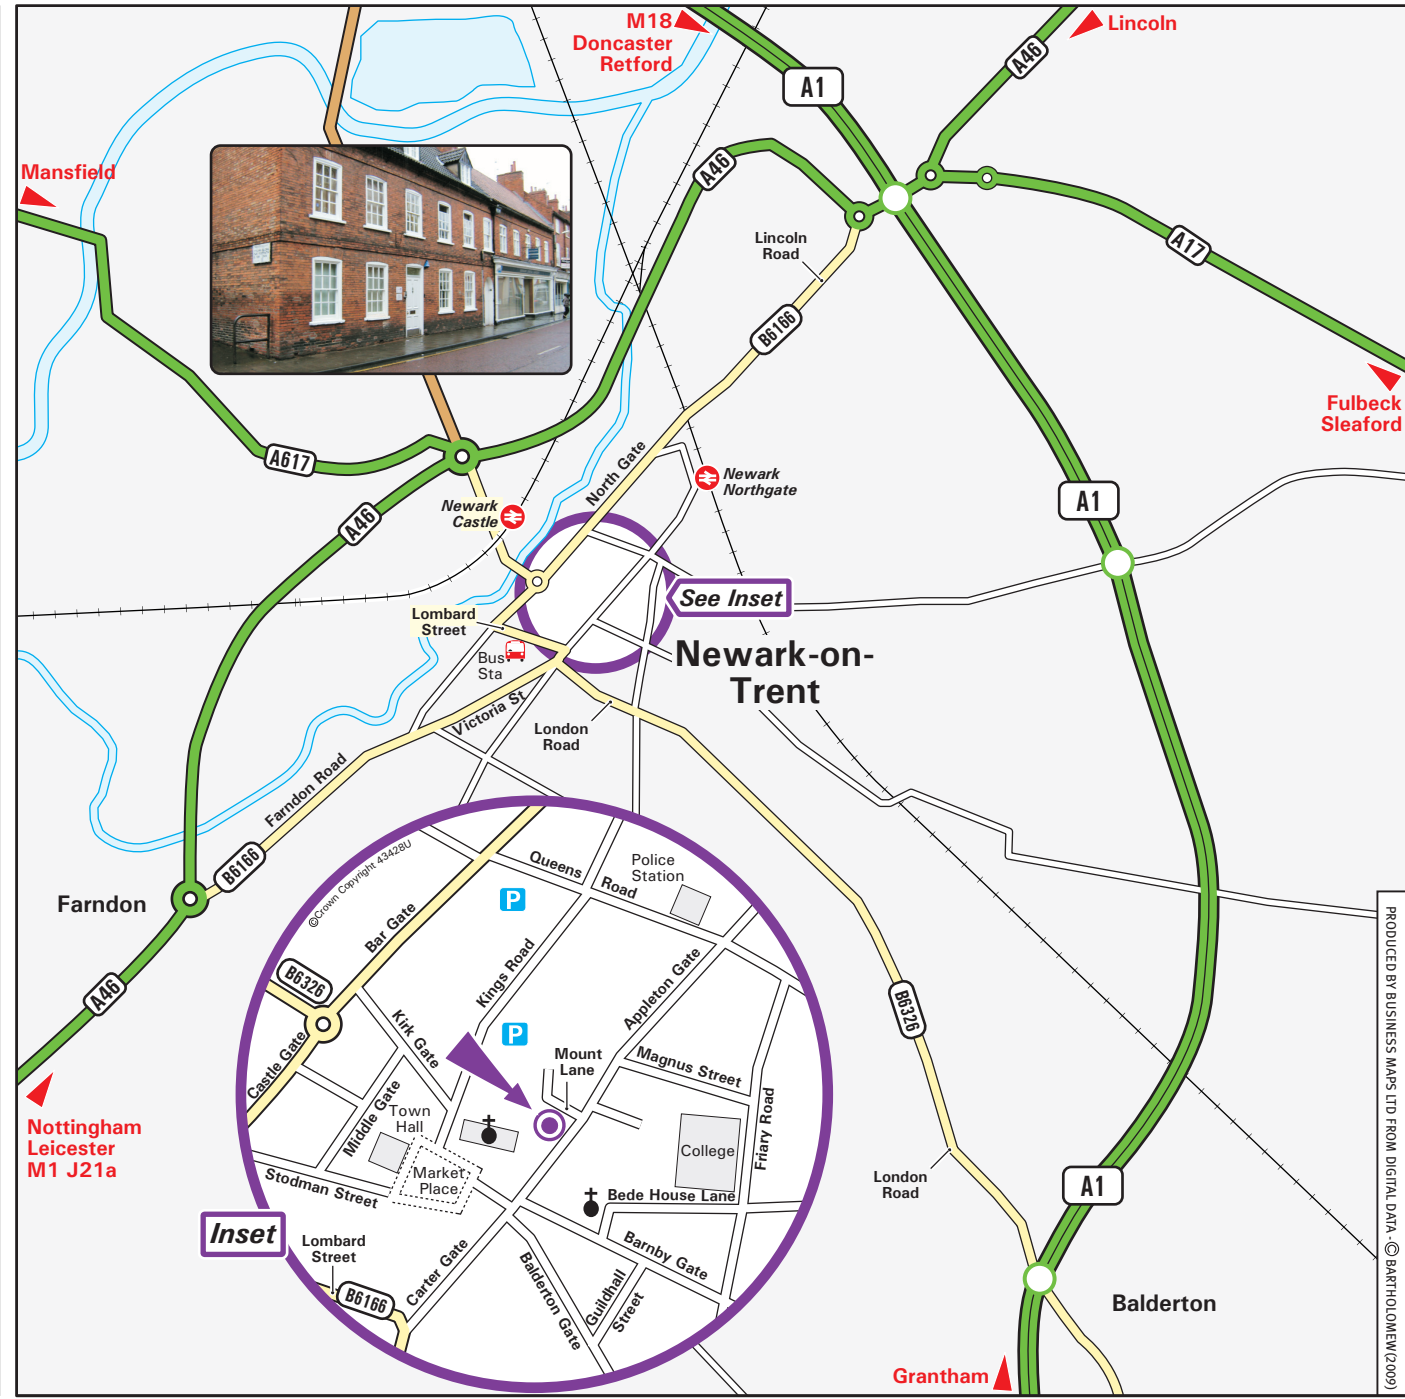 M18
Doncaster
Retford
Lincoln
A46
A1
Mansfield
A46
Lincoln
Road
A17
B6166
Fulbeck
Sleaford
A617
North Gate
Newark
Northgate
A46
Newark
Castle
A1
See Inset
Lombard
Street
Bus
Sta
Newark-on-
Trent
Victoria St
London
Road
Farndon Road
B6166
Farndon
A46
Nottingham
Leicester
M1 J21a
B6326
London
Road
A1
Balderton
Grantham
©Crown Copyright 43428U
Queens
Road
Police
Station
P
Bar Gate
Kings Road
Appleton Gate
B6326
Kirk Gate
P
Mount
Lane
Magnus Street
Castle Gate
Middle Gate
Town
Hall
Friary Road
College
Market
Place
Stodman Street
Bede House Lane
Inset
Lombard
Street
B6166
Carter Gate
Balderton Gate
Guildhall
Street
Barnby Gate
PRODUCED BY BUSINESS MAPS LTD FROM DIGITAL DATA - © BARTHOLOMEW(2009)